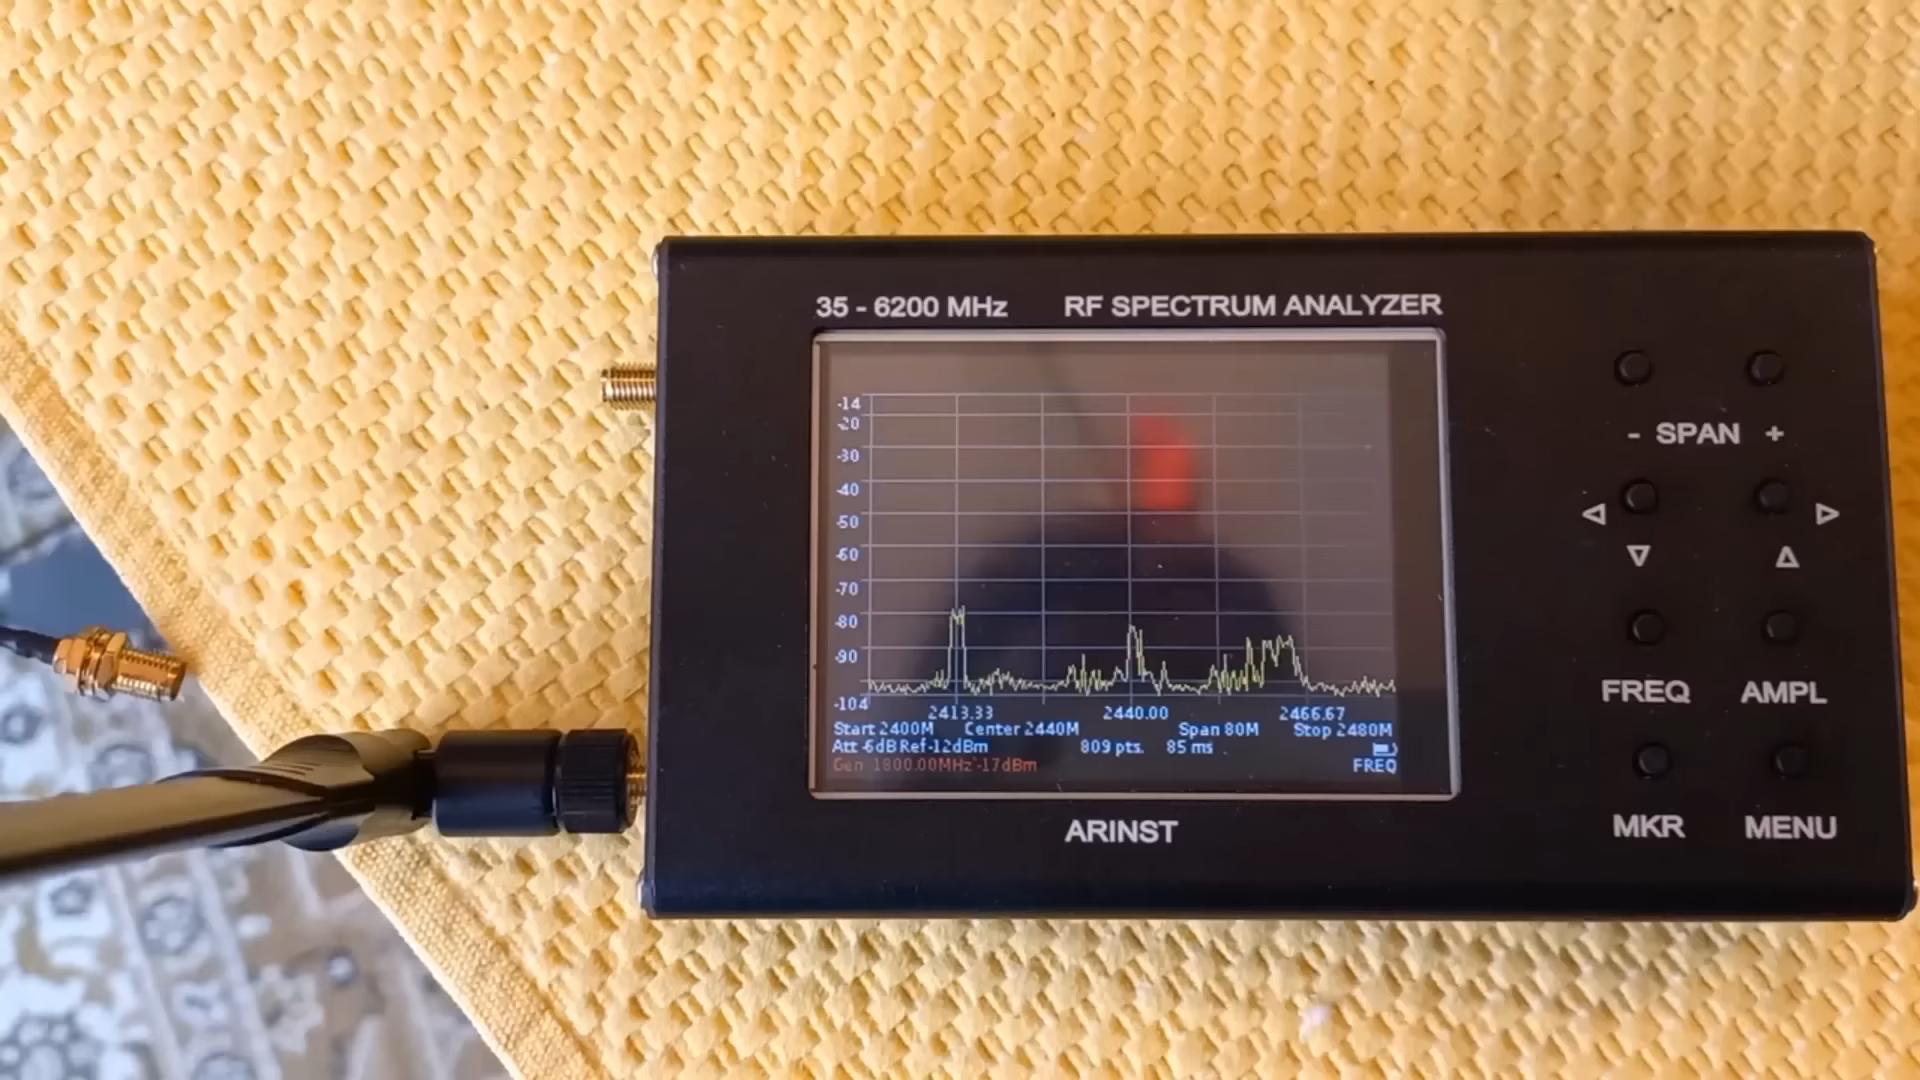 35 - 6200 MHz RF SPECTRUM ANALYZER
-14
-20
-30
-40
-50
-60
-70
-80
-90
-104
2413.33 2440.00 2466.67
Start 2400M Center 2440M Span 80M Stop 2480M
Att -6dB Ref -12dBm 809 pts. 85 ms
Gen 1800.00MHz -17dBm FREQ
ARINST
- SPAN +
FREQ AMPL
MKR MENU